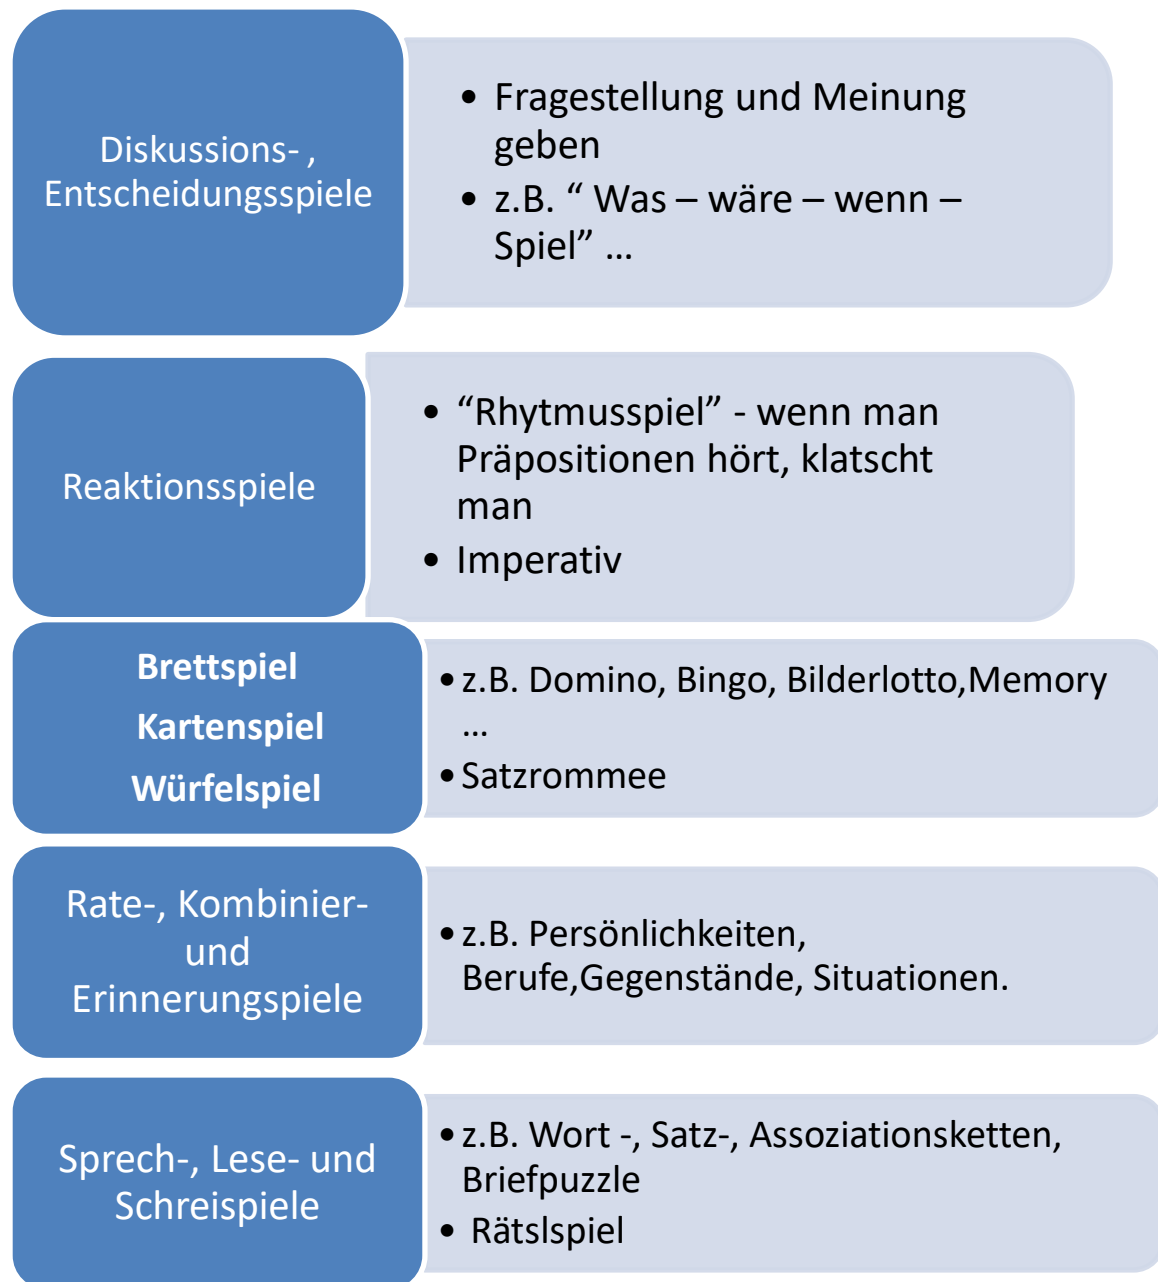 Diskussions- ,
Entscheidungsspiele
• Fragestellung und Meinung
geben
• z.B. “ Was – wäre – wenn –
Spiel” ...
Reaktionsspiele
• “Rhytmusspiel” - wenn man
Präpositionen hört, klatscht
man
• Imperativ
Brettspiel
Kartenspiel
Würfelspiel
• z.B. Domino, Bingo, Bilderlotto,Memory
...
• Satzrommee
Rate-, Kombinier-
und
Erinnerungspiele
• z.B. Persönlichkeiten,
Berufe,Gegenstände, Situationen.
Sprech-, Lese- und
Schreispiele
• z.B. Wort -, Satz-, Assoziationsketten,
Briefpuzzle
• Rätslspiel